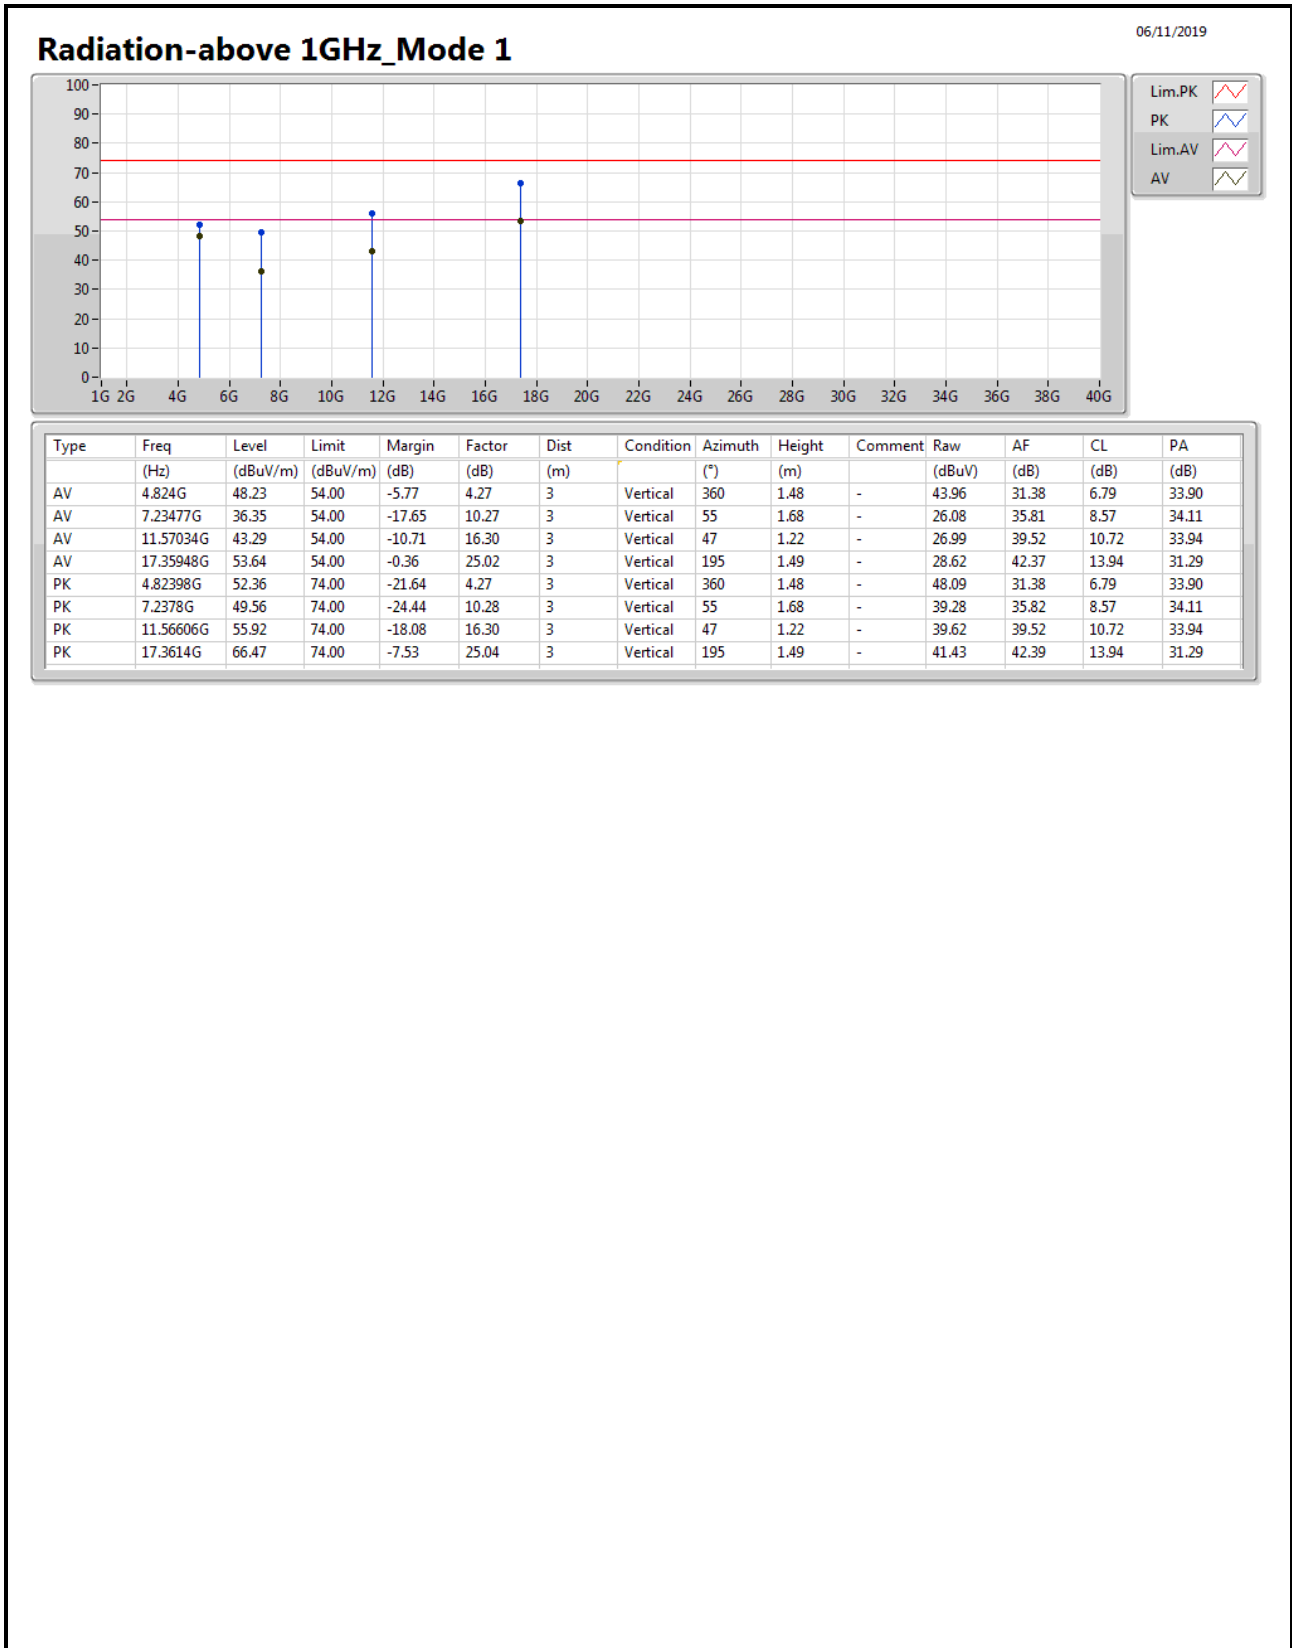 06/11/2019
Radiation-above 1GHz_Mode 1
100
90
80
70
60
50
40
30
20
10
0
1G 2G 4G 6G 8G 10G 12G 14G 16G 18G 20G 22G 24G 26G 28G 30G 32G 34G 36G 38G 40G
Lim.PK
PK
Lim.AV
AV
Type Freq Level Limit Margin Factor Dist Condition Azimuth Height Comment Raw AF CL PA
(Hz) (dBuV/m) (dBuV/m) (dB) (dB) (m) (°) (m) (dBuV) (dB) (dB) (dB)
AV 4.824G 48.23 54.00 -5.77 4.27 3 Vertical 360 1.48 - 43.96 31.38 6.79 33.90
AV 7.23477G 36.35 54.00 -17.65 10.27 3 Vertical 55 1.68 - 26.08 35.81 8.57 34.11
AV 11.57034G 43.29 54.00 -10.71 16.30 3 Vertical 47 1.22 - 26.99 39.52 10.72 33.94
AV 17.35948G 53.64 54.00 -0.36 25.02 3 Vertical 195 1.49 - 28.62 42.37 13.94 31.29
PK 4.82398G 52.36 74.00 -21.64 4.27 3 Vertical 360 1.48 - 48.09 31.38 6.79 33.90
PK 7.2378G 49.56 74.00 -24.44 10.28 3 Vertical 55 1.68 - 39.28 35.82 8.57 34.11
PK 11.56606G 55.92 74.00 -18.08 16.30 3 Vertical 47 1.22 - 39.62 39.52 10.72 33.94
PK 17.3614G 66.47 74.00 -7.53 25.04 3 Vertical 195 1.49 - 41.43 42.39 13.94 31.29